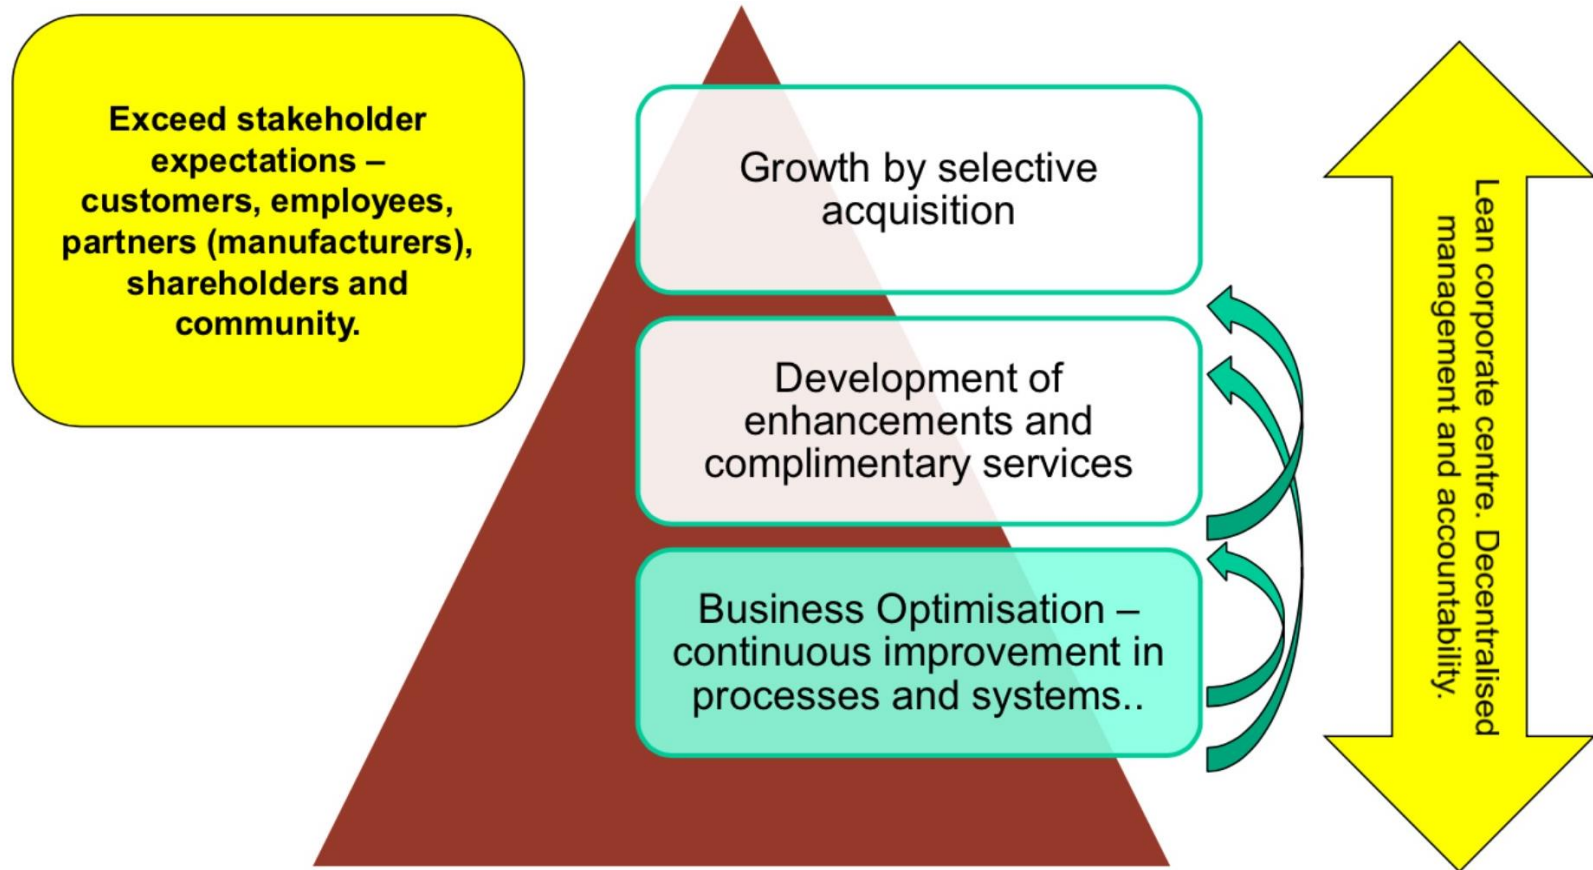 Exceed stakeholder
expectations –
customers, employees,
partners (manufacturers),
shareholders and
community.
Growth by selective
acquisition
Development of
enhancements and
complimentary services
Business Optimisation –
continuous improvement in
processes and systems..
Lean corporate centre. Decentralised
management and accountability.